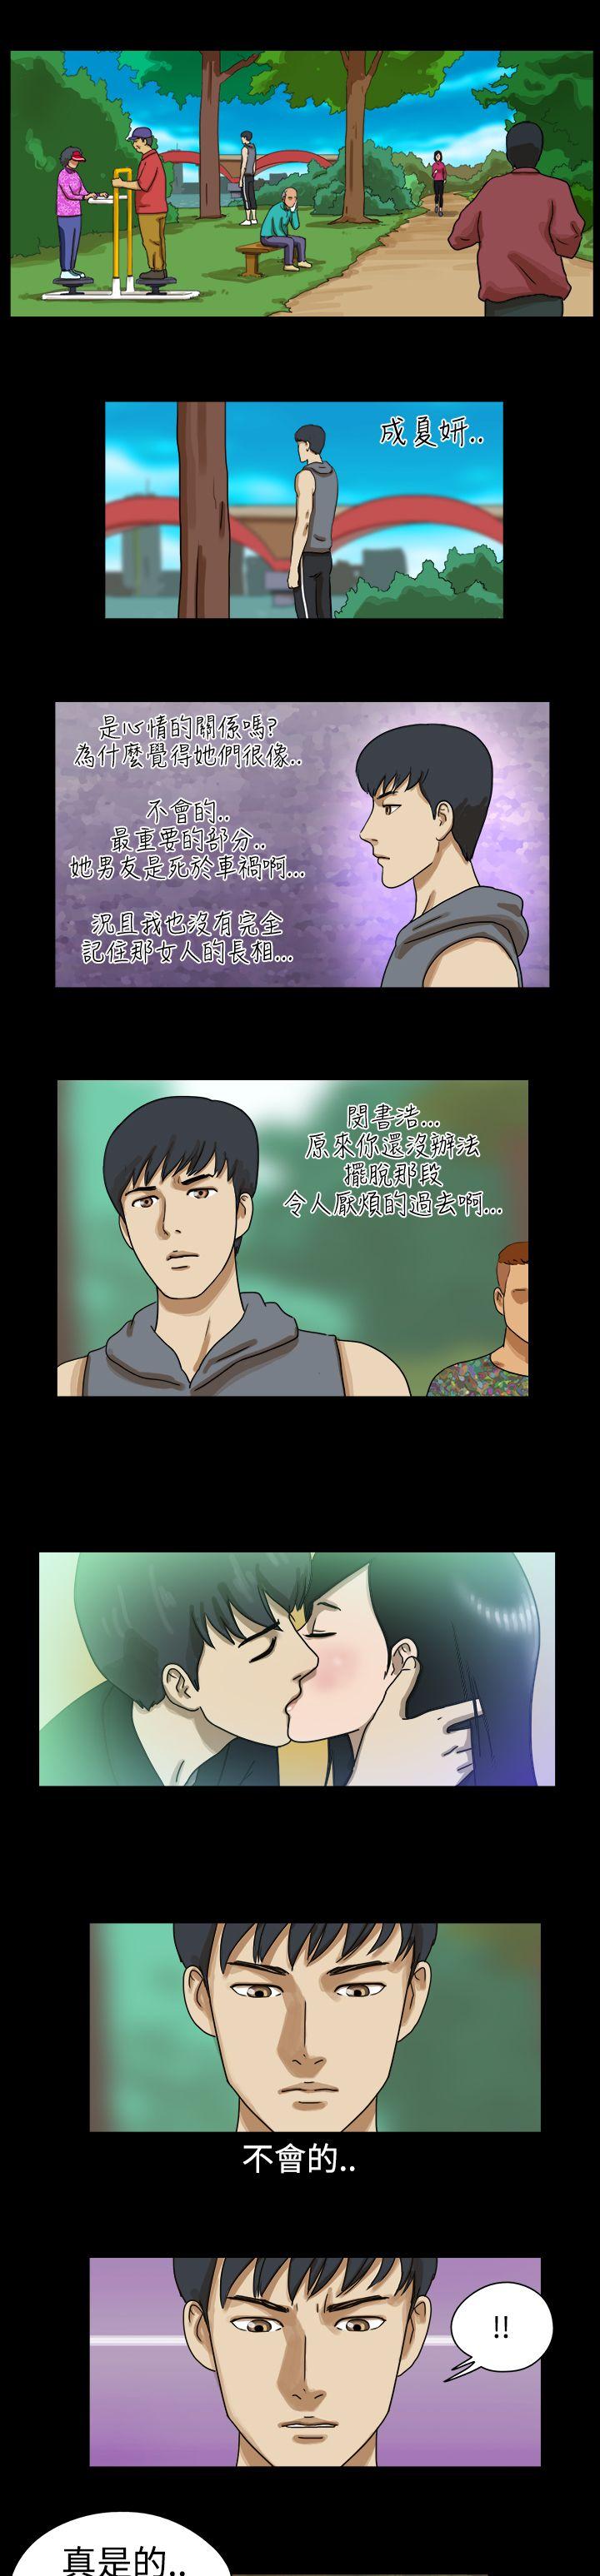 成夏妍..
是心情的關係嗎?
為什麼覺得她們很像..
不會的..
最重要的部分..
她男友是死於車禍啊...
況且我也沒有完全
記住那女人的長相...
閔書浩...
原來你還沒辦法
擺脫那段
令人厭煩的過去啊...
不會的..
!!
真是的..